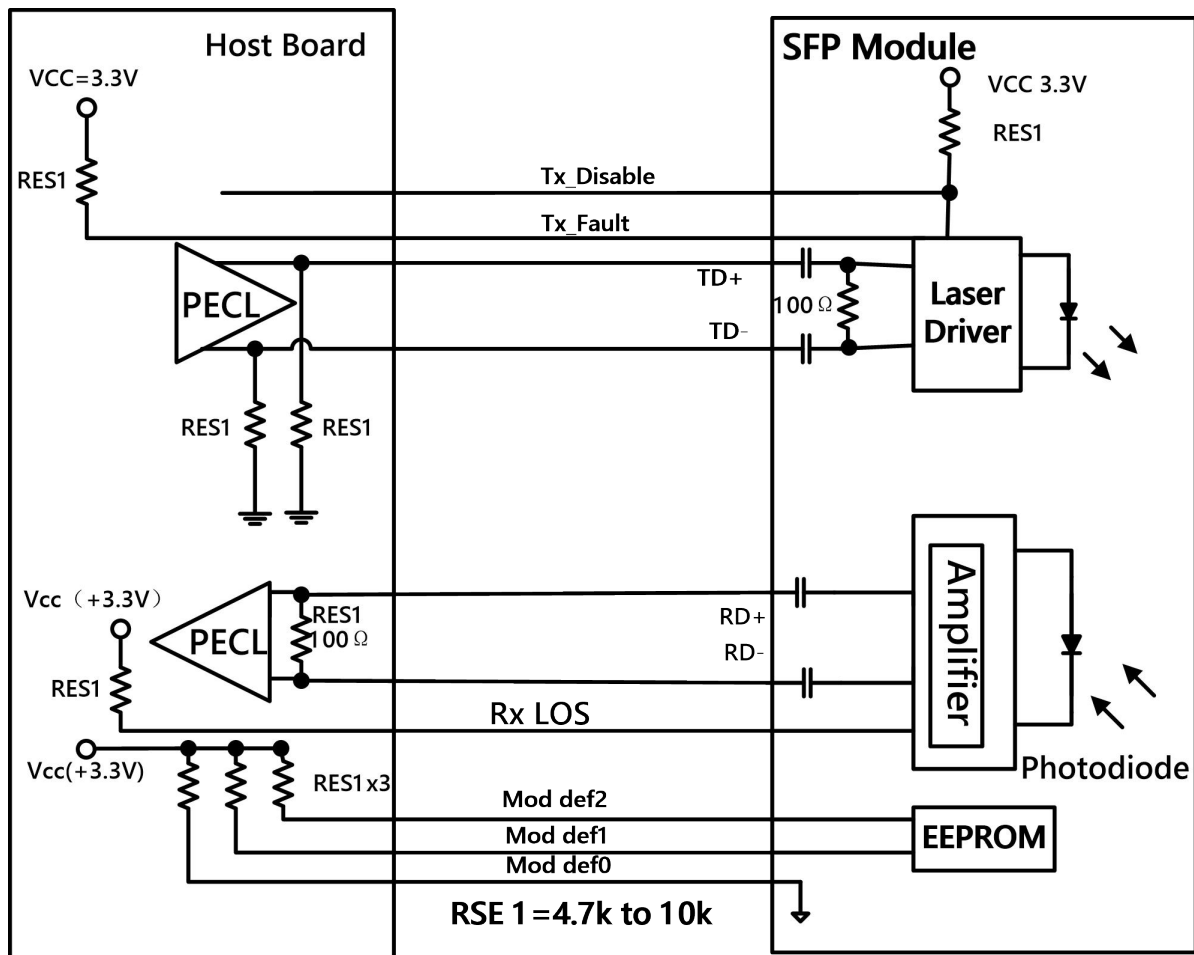 Host Board
SFP Module
VCC=3.3V
VCC 3.3V
RES1
RES1
Tx_Disable
Tx_Fault
PECL
TD+
100Ω
TD-
Laser
Driver
RES1
RES1
Vcc（+3.3V）
PECL
RES1
100Ω
RD+
RD-
Amplifier
RES1
Rx LOS
Vcc(+3.3V)
RES1x3
Photodiode
Mod def2
Mod def1
Mod def0
EEPROM
RSE 1=4.7k to 10k